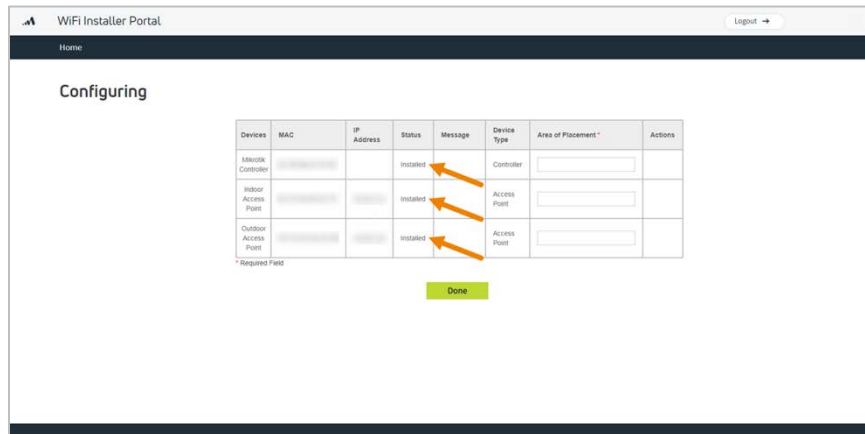 WiFi Installer Portal
Logout →
Home
Configuring
Devices MAC IP Address Status Message Device Type Area of Placement * Actions
Mikrotik Controller installed Controller
Indoor Access Point installed Access Point
Outdoor Access Point installed Access Point
* Required Field
Done